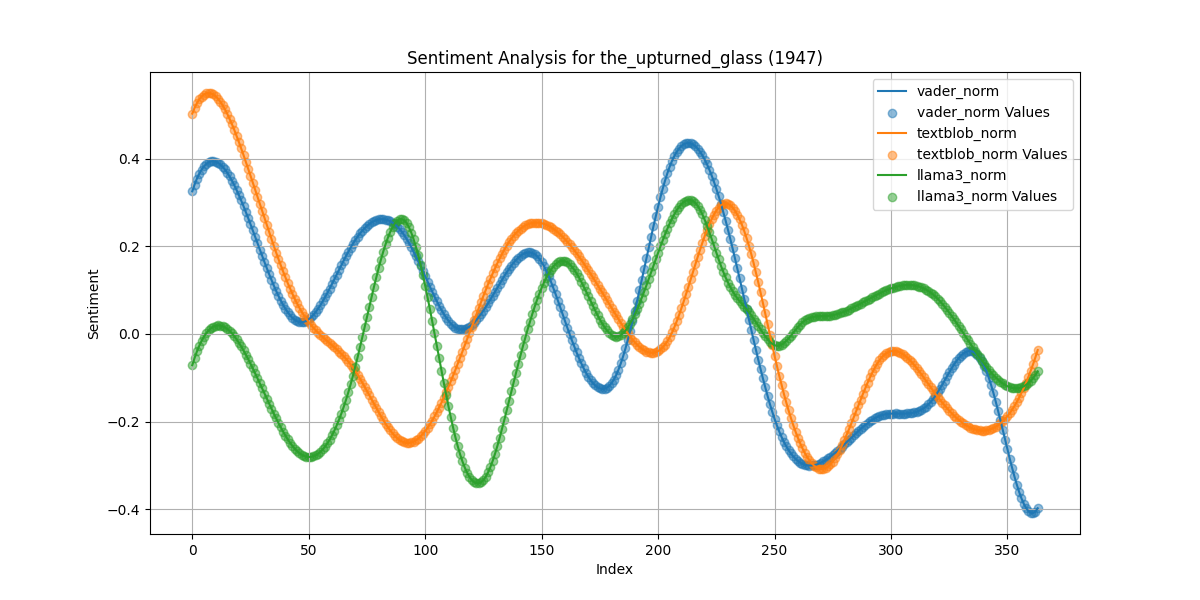 Sentiment Analysis for the_upturned_glass (1947)
vader_norm
vader_norm Values
textblob_norm
textblob_norm Values
llama3_norm
llama3_norm Values
Sentiment
0.4
0.2
0.0
−0.2
−0.4
0 50 100 150 200 250 300 350
Index